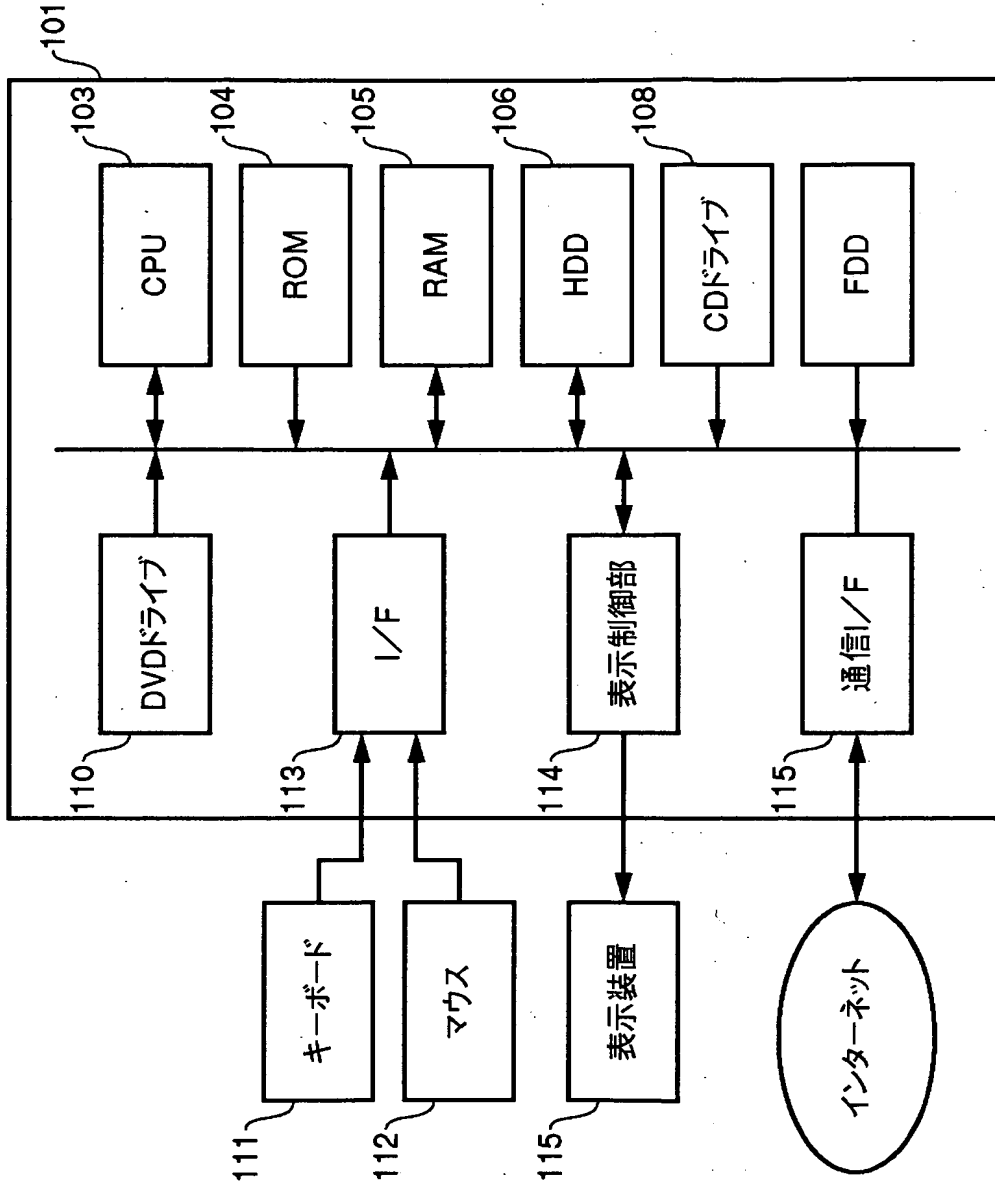 101
103
CPU
104
ROM
105
RAM
106
HDD
108
CDドライブ
FDD
110
DVDドライブ
113
I/F
114
表示制御部
115
通信I/F
111
キーボード
112
マウス
115
表示装置
インターネット